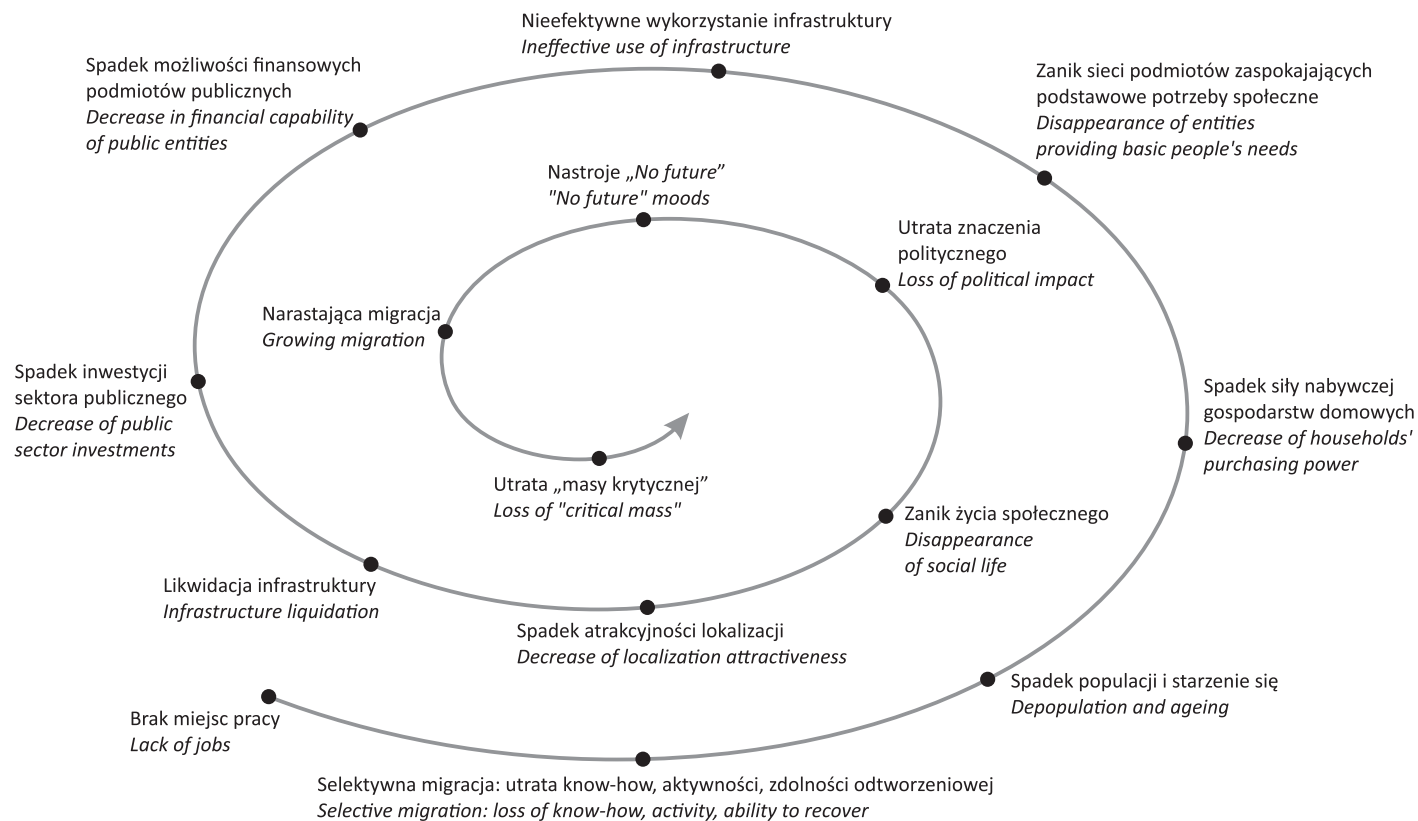 Nieefektywne wykorzystanie infrastruktury
Ineffective use of infrastructure
Spadek możliwości finansowych
podmiotów publicznych
Decrease in financial capability
of public entities
Zanik sieci podmiotów zaspokajających
podstawowe potrzeby społeczne
Disappearance of entities
providing basic people's needs
Nastroje „No future”
"No future" moods
Utrata znaczenia
politycznego
Loss of political impact
Narastająca migracja
Growing migration
Spadek inwestycji
sektora publicznego
Decrease of public
sector investments
Spadek siły nabywczej
gospodarstw domowych
Decrease of households'
purchasing power
Utrata „masy krytycznej”
Loss of "critical mass"
Zanik życia społecznego
Disappearance
of social life
Likwidacja infrastruktury
Infrastructure liquidation
Spadek atrakcyjności lokalizacji
Decrease of localization attractiveness
Spadek populacji i starzenie się
Depopulation and ageing
Brak miejsc pracy
Lack of jobs
Selektywna migracja: utrata know-how, aktywności, zdolności odtworzeniowej
Selective migration: loss of know-how, activity, ability to recover